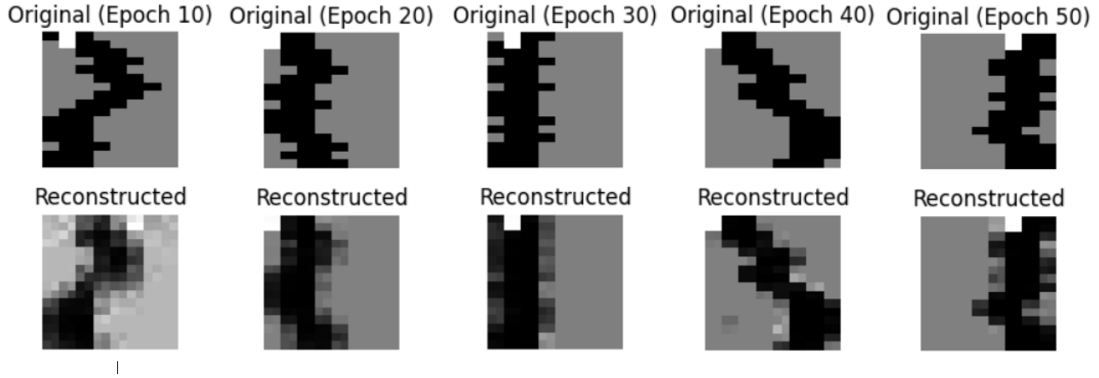 Original (Epoch 10) Original (Epoch 20) Original (Epoch 30) Original (Epoch 40) Original (Epoch 50)
Reconstructed Reconstructed Reconstructed Reconstructed Reconstructed